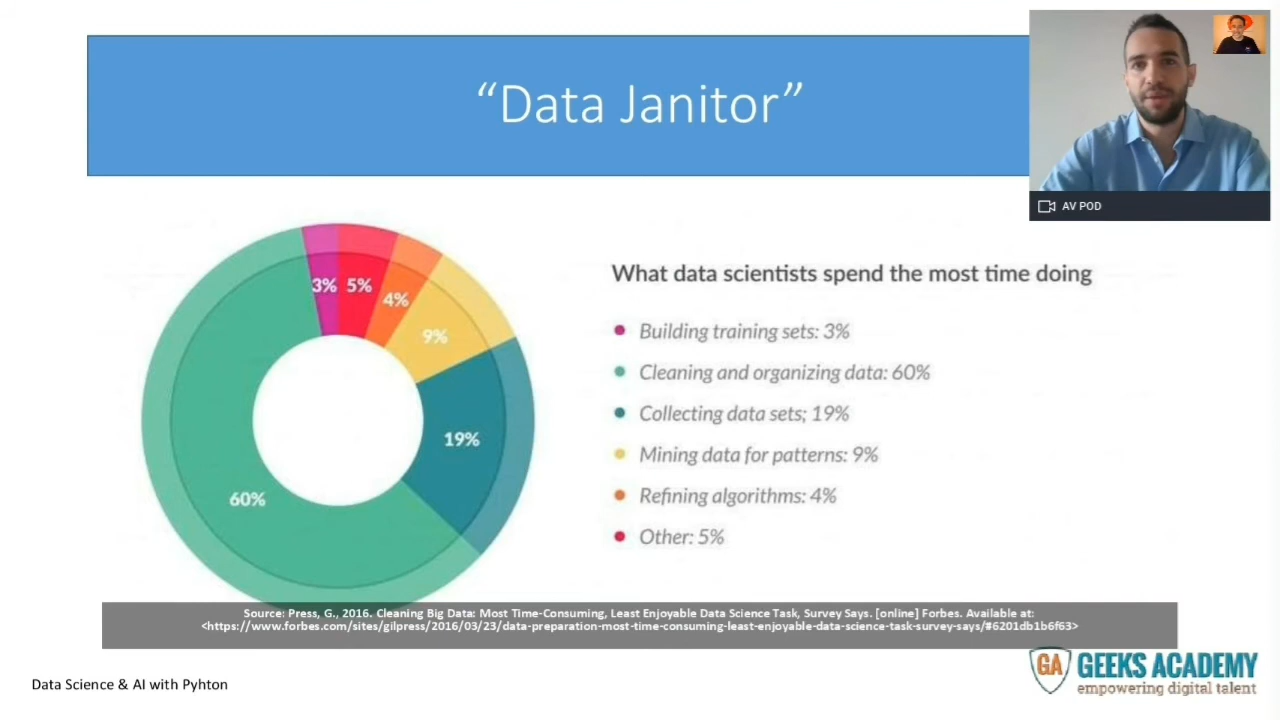 “Data Janitor”
AV POD
3%
5%
4%
9%
19%
60%
What data scientists spend the most time doing
Building training sets: 3%
Cleaning and organizing data: 60%
Collecting data sets; 19%
Mining data for patterns: 9%
Refining algorithms: 4%
Other: 5%
Source: Press, G., 2016. Cleaning Big Data: Most Time-Consuming, Least Enjoyable Data Science Task, Survey Says. [online] Forbes. Available at:
<https://www.forbes.com/sites/gilpress/2016/03/23/data-preparation-most-time-consuming-least-enjoyable-data-science-task-survey-says/#6201db1b6f63>
GA GEEKS ACADEMY
empowering digital talent
Data Science & AI with Pyhton